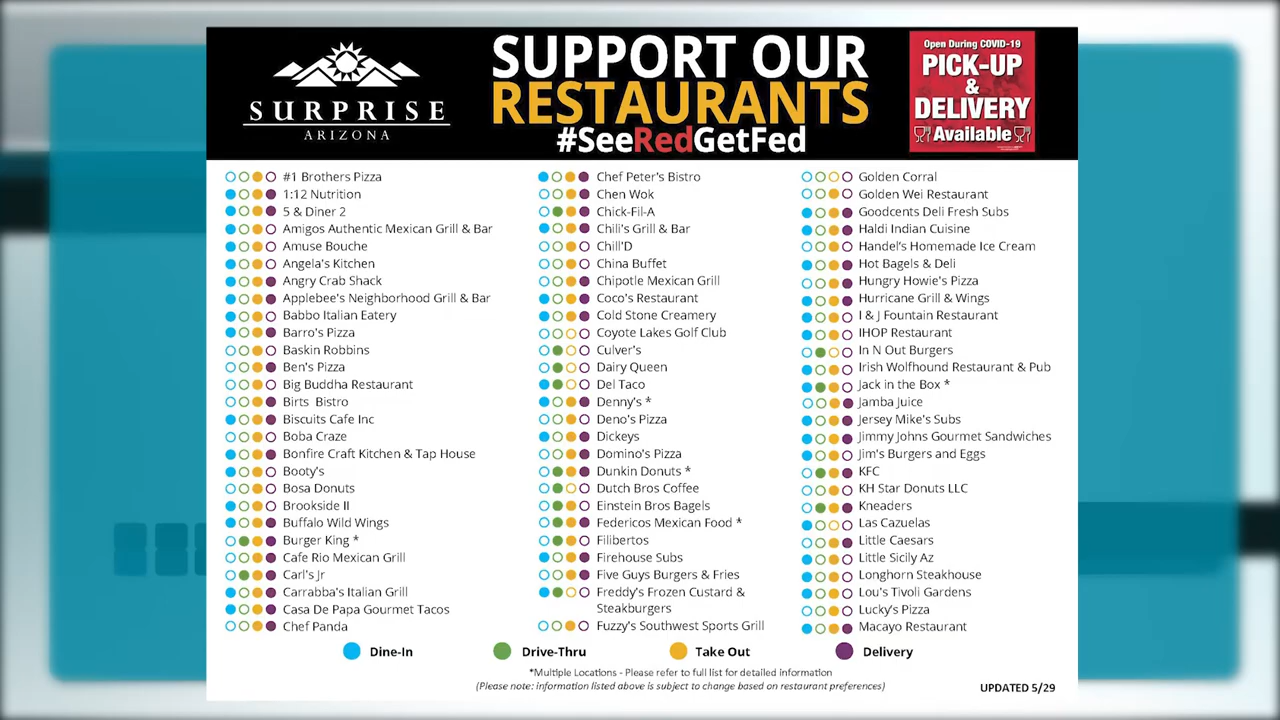 SURPRISE
ARIZONA
SUPPORT OUR
RESTAURANTS
#SeeRedGetFed
Open During COVID-19
PICK-UP
&
DELIVERY
Available
#1 Brothers Pizza
1:12 Nutrition
5 & Diner 2
Amigos Authentic Mexican Grill & Bar
Amuse Bouche
Angela's Kitchen
Angry Crab Shack
Applebee's Neighborhood Grill & Bar
Babbo Italian Eatery
Barro's Pizza
Baskin Robbins
Ben's Pizza
Big Buddha Restaurant
Birts Bistro
Biscuits Cafe Inc
Boba Craze
Bonfire Craft Kitchen & Tap House
Booty's
Bosa Donuts
Brookside II
Buffalo Wild Wings
Burger King *
Cafe Rio Mexican Grill
Carl's Jr
Carrabba's Italian Grill
Casa De Papa Gourmet Tacos
Chef Panda
Chef Peter's Bistro
Chen Wok
Chick-Fil-A
Chili's Grill & Bar
Chill'D
China Buffet
Chipotle Mexican Grill
Coco's Restaurant
Cold Stone Creamery
Coyote Lakes Golf Club
Culver's
Dairy Queen
Del Taco
Denny's *
Deno's Pizza
Dickeys
Domino's Pizza
Dunkin Donuts *
Dutch Bros Coffee
Einstein Bros Bagels
Federicos Mexican Food *
Filibertos
Firehouse Subs
Five Guys Burgers & Fries
Freddy's Frozen Custard &
Steakburgers
Fuzzy's Southwest Sports Grill
Golden Corral
Golden Wei Restaurant
Goodcents Deli Fresh Subs
Haldi Indian Cuisine
Handel's Homemade Ice Cream
Hot Bagels & Deli
Hungry Howie's Pizza
Hurricane Grill & Wings
I & J Fountain Restaurant
IHOP Restaurant
In N Out Burgers
Irish Wolfhound Restaurant & Pub
Jack in the Box *
Jamba Juice
Jersey Mike's Subs
Jimmy Johns Gourmet Sandwiches
Jim's Burgers and Eggs
KFC
KH Star Donuts LLC
Kneaders
Las Cazuelas
Little Caesars
Little Sicily Az
Longhorn Steakhouse
Lou's Tivoli Gardens
Lucky's Pizza
Macayo Restaurant
Dine-In
Drive-Thru
Take Out
Delivery
*Multiple Locations - Please refer to full list for detailed information
(Please note: information listed above is subject to change based on restaurant preferences)
UPDATED 5/29